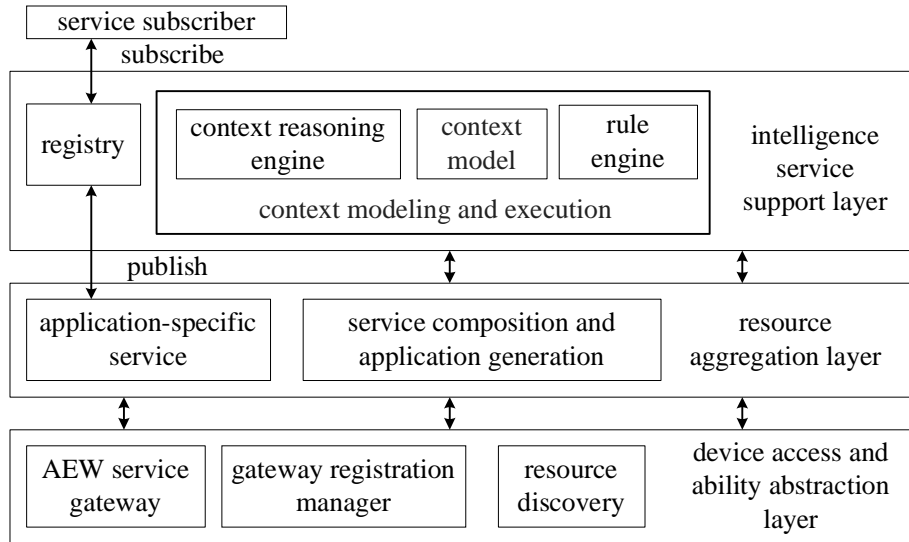 service subscriber
subscribe
registry
context reasoning
engine
context
model
rule
engine
context modeling and execution
intelligence
service
support layer
publish
application-specific
service
service composition and
application generation
resource
aggregation layer
AEW service
gateway
gateway registration
manager
resource
discovery
device access and
ability abstraction
layer